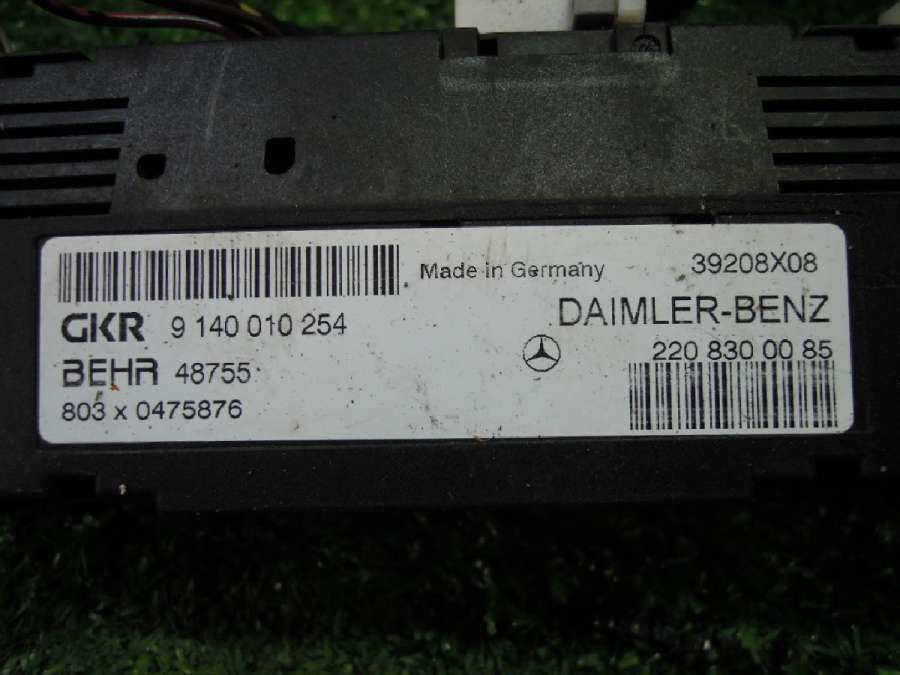 Made in Germany
39208X08
GKR 9 140 010 254
DAIMLER-BENZ
BEHR 48755
220 830 00 85
803 x 0475876